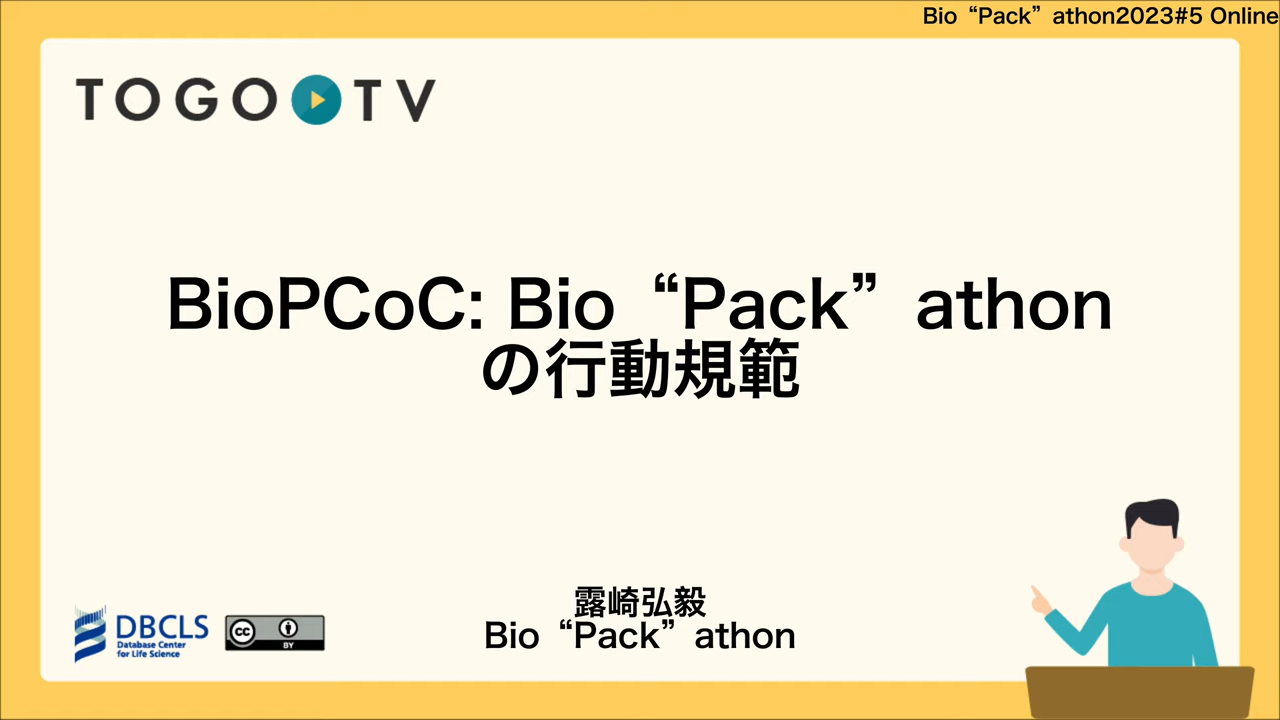 Bio“Pack”athon2023#5 Online
TOGO TV
BioPCoC: Bio“Pack”athon
の行動規範
露崎弘毅
Bio“Pack”athon
DBCLS
Database Center
for Life Science
cc
BY